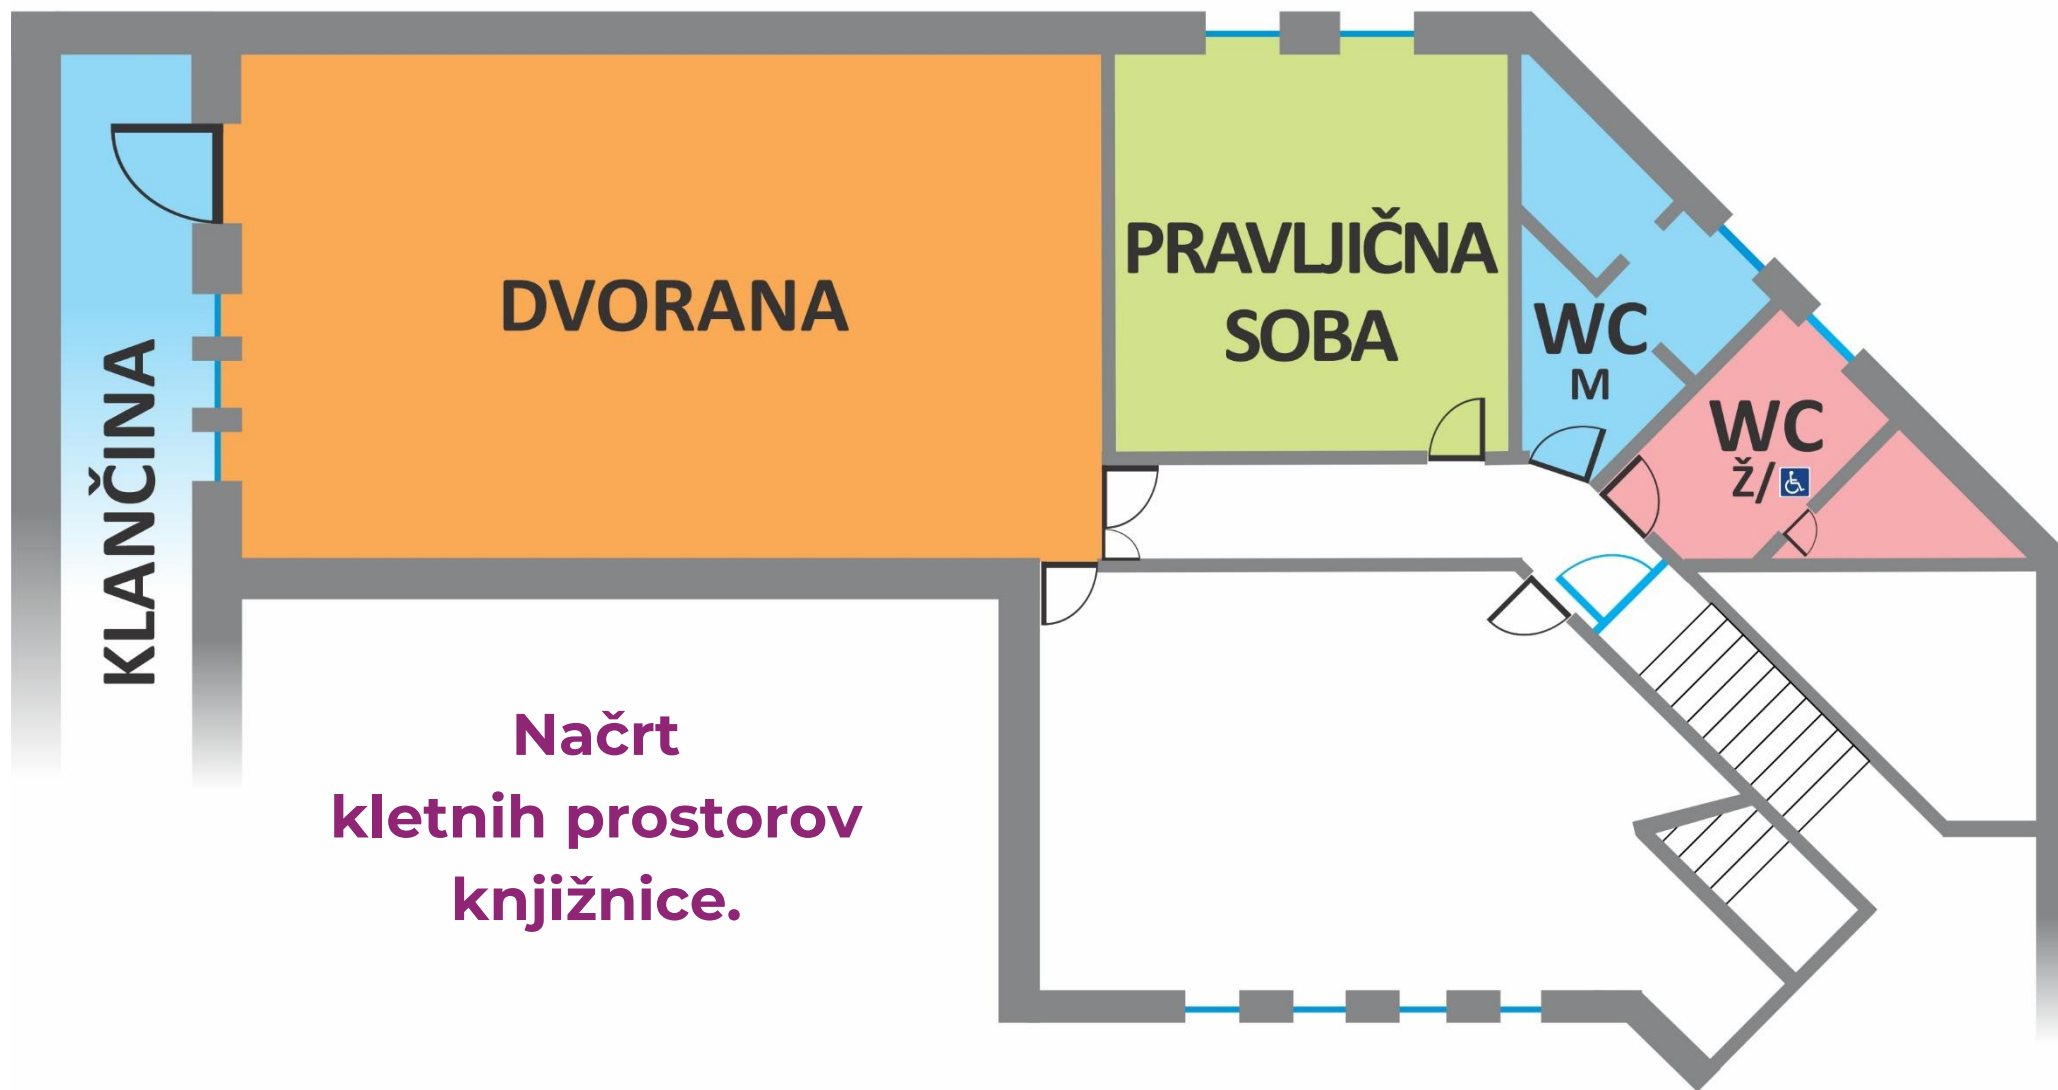 KLANČINA
DVORANA
PRAVLJIČNA
SOBA
WC
M
WC
Ž/
Načrt
kletnih prostorov
knjižnice.